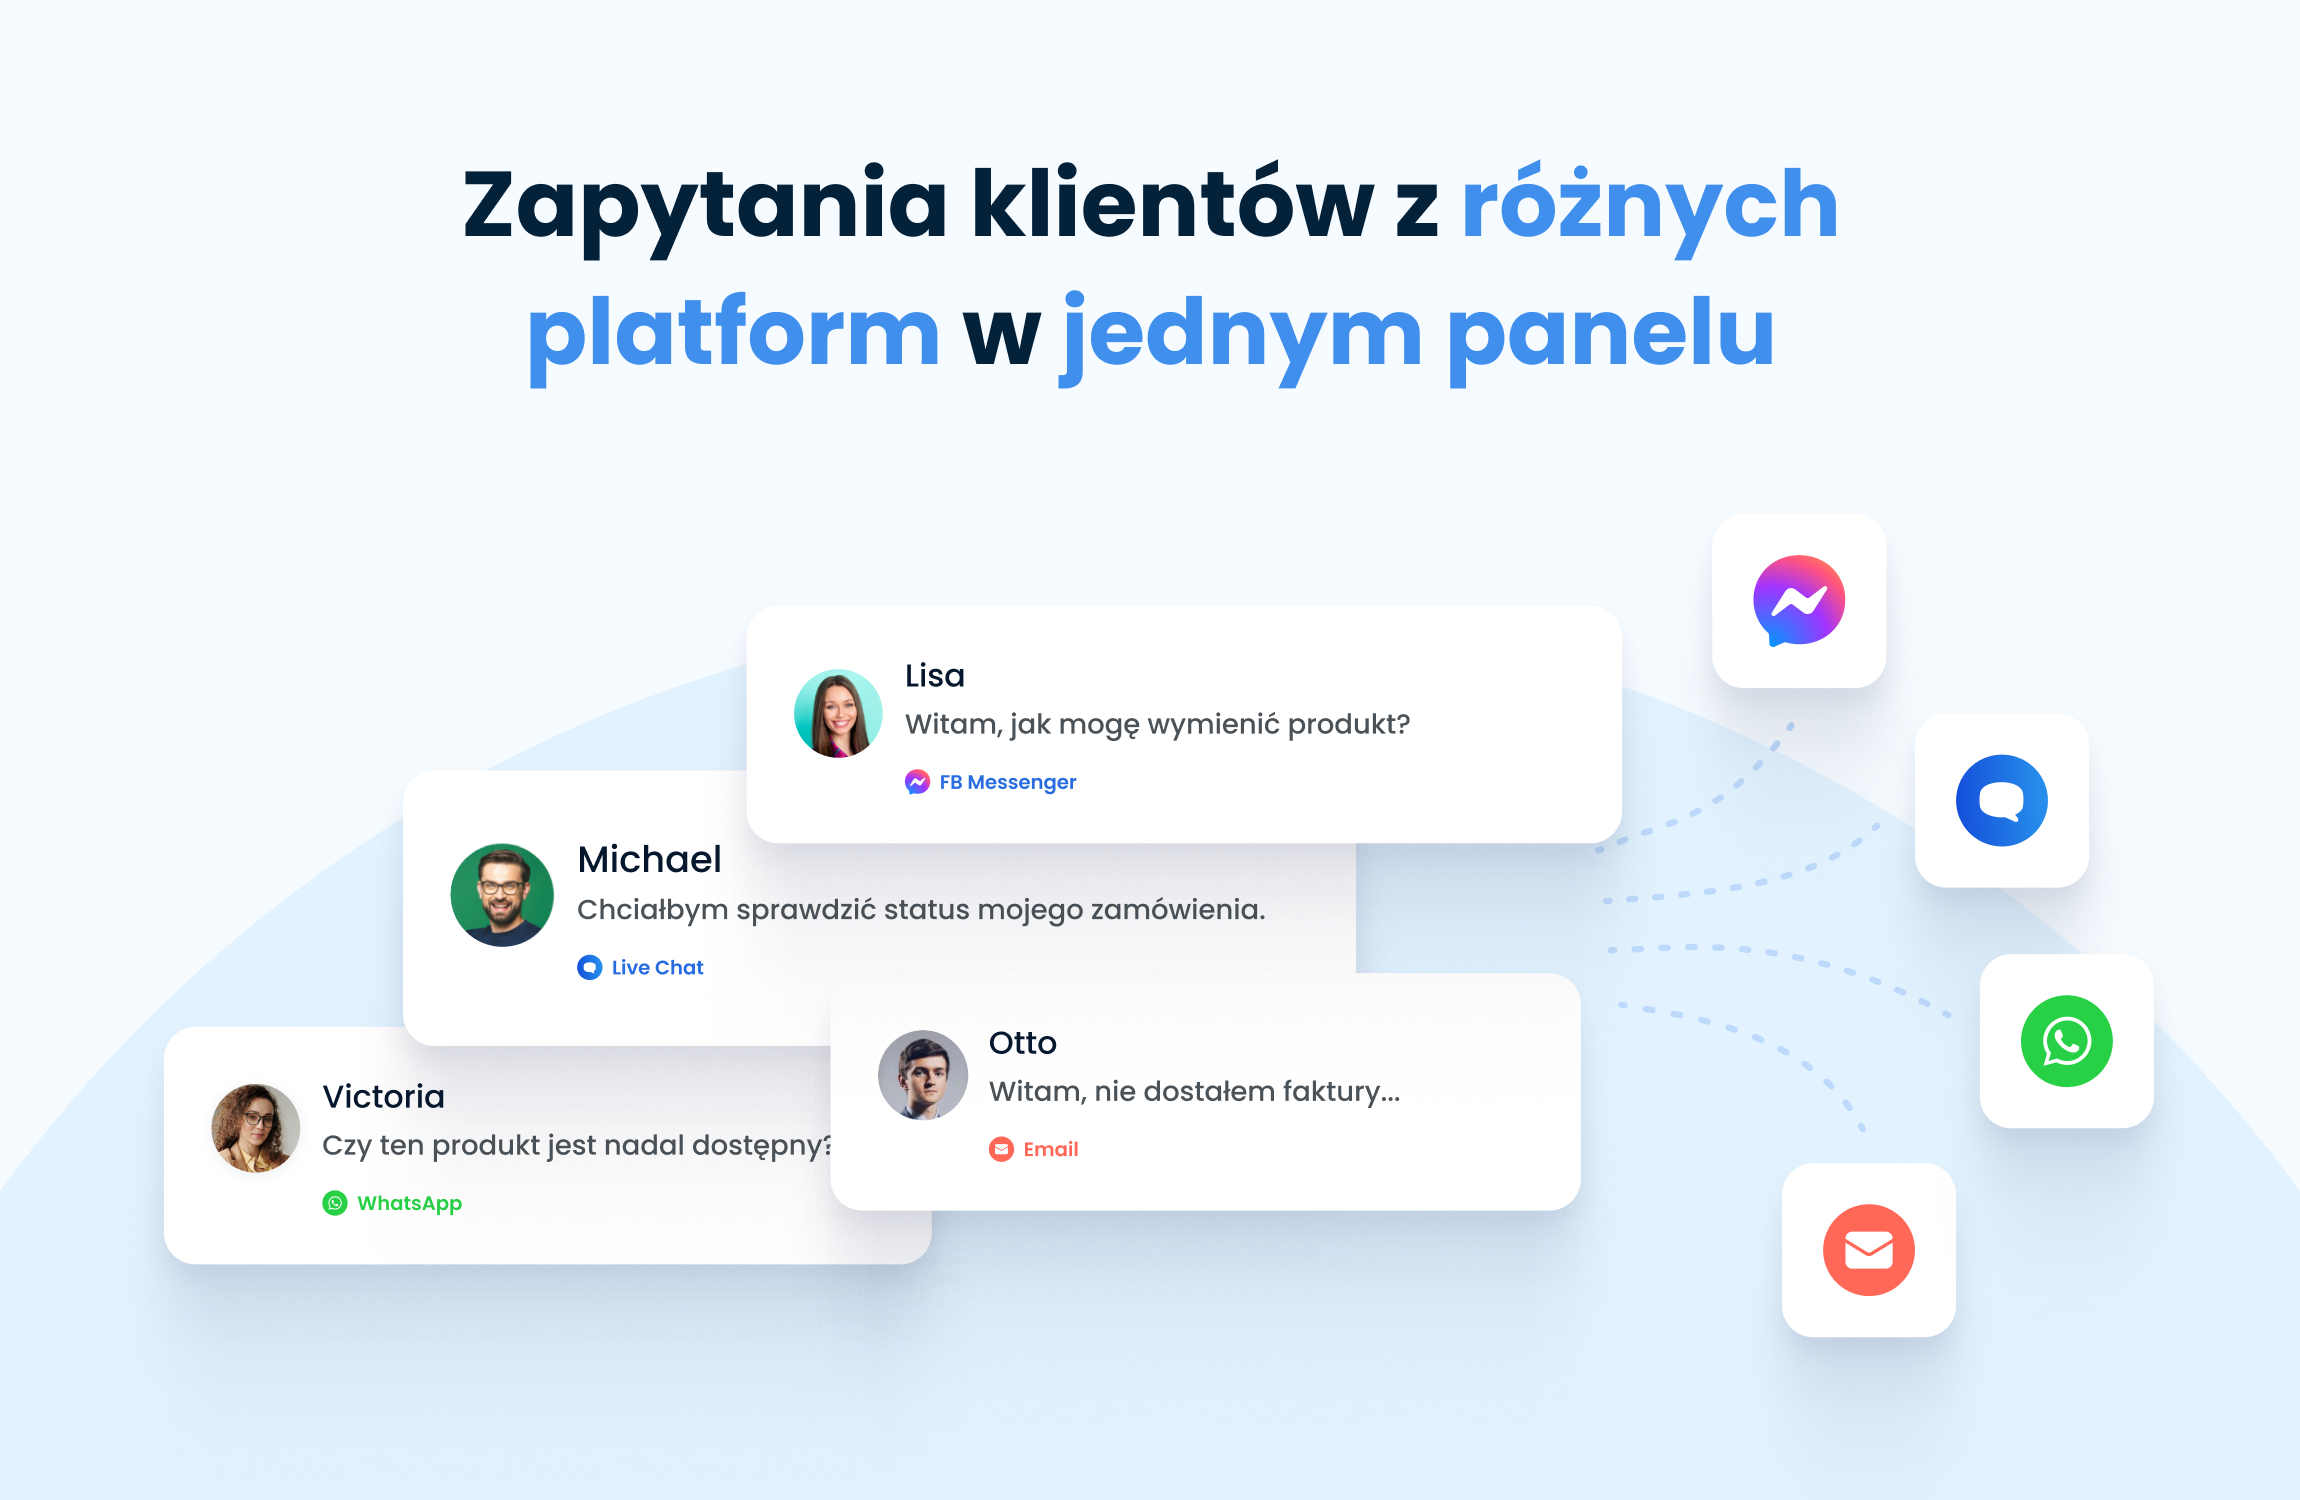 Zapytania klientów z różnych
platform w jednym panelu
Lisa
Witam, jak mogę wymienić produkt?
FB Messenger
Michael
Chciałbym sprawdzić status mojego zamówienia.
Live Chat
Otto
Witam, nie dostałem faktury...
Email
Victoria
Czy ten produkt jest nadal dostępny?
WhatsApp